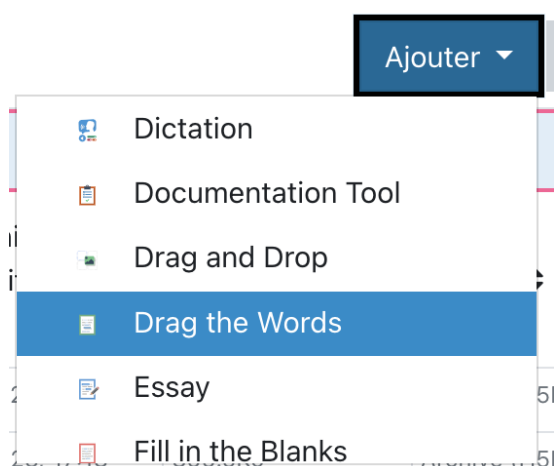 Ajouter
Dictation
Documentation Tool
Drag and Drop
Drag the Words
Essay
Fill in the Blanks